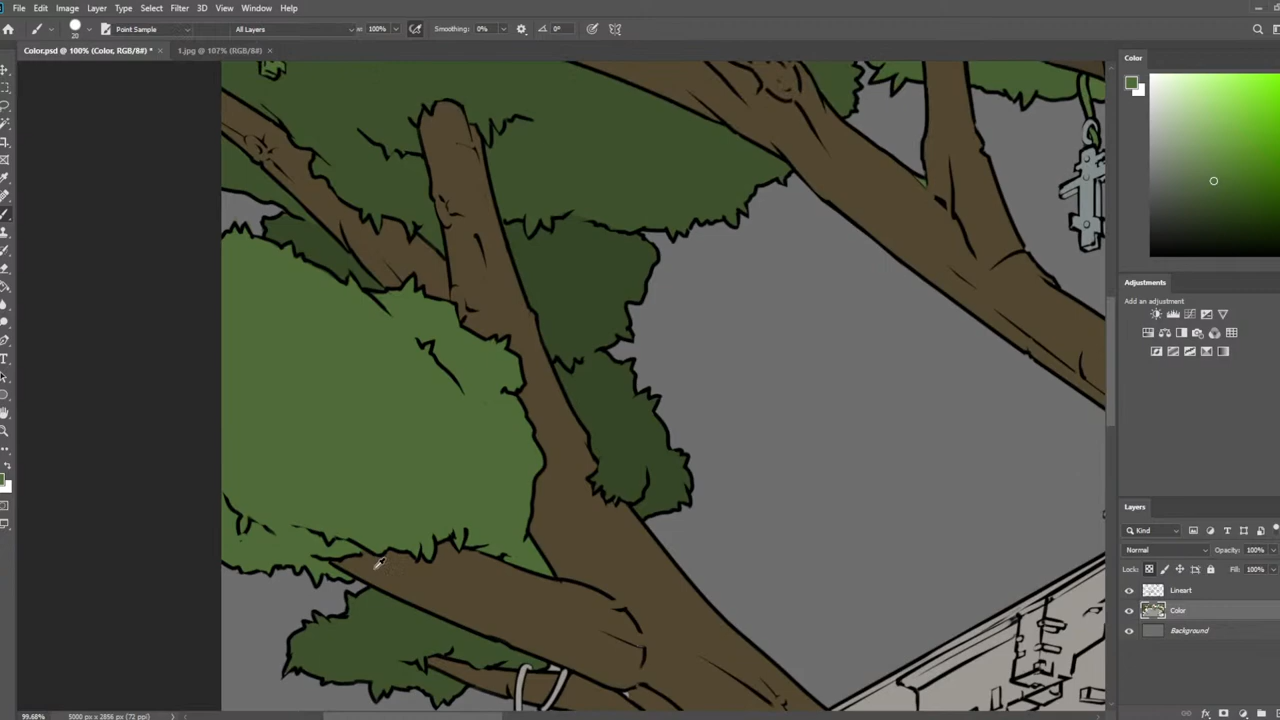 File Edit Image Layer Type Select Filter 3D View Window Help
20 Point Sample All Layers 100% Smoothing: 0% 0°
Color.psd @ 100% (Color, RGB/8#) * × 1.jpg @ 107% (RGB/8#) ×
Color
Adjustments
Add an adjustment
Layers
Kind
Normal Opacity: 100%
Lock: Fill: 100%
Lineart
Color
Background
99.68% 5000 px x 2856 px (72 ppi)